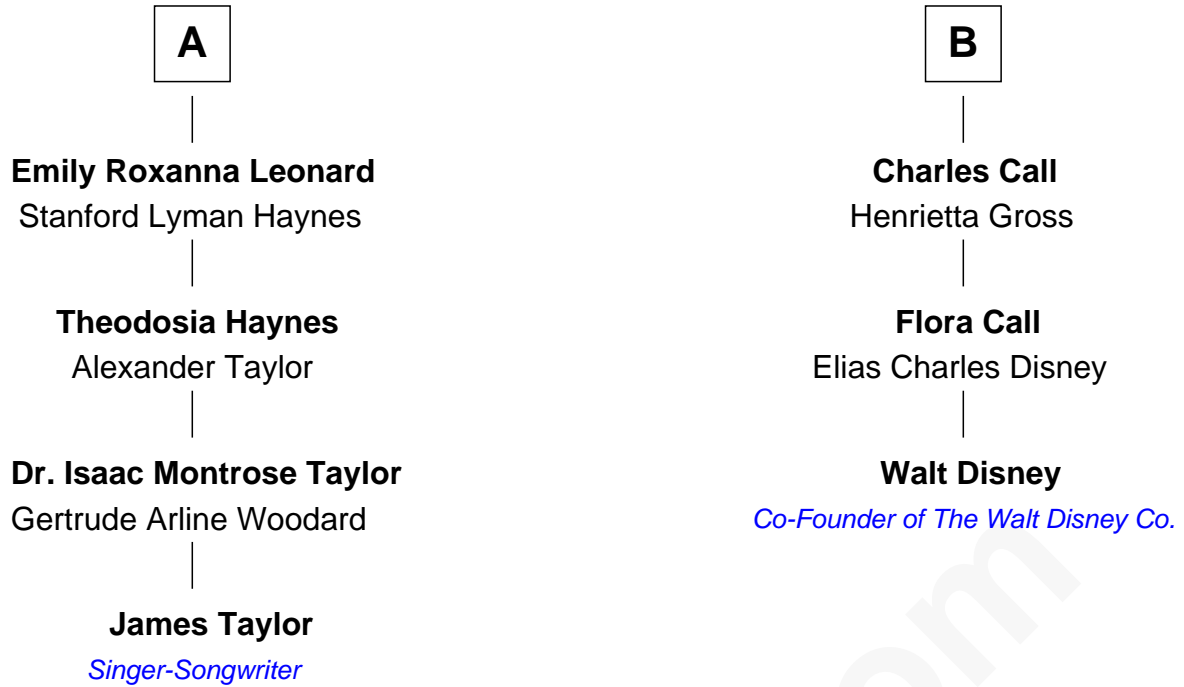 A
B
Emily Roxanna Leonard
Stanford Lyman Haynes
Charles Call
Henrietta Gross
Theodosia Haynes
Alexander Taylor
Flora Call
Elias Charles Disney
Dr. Isaac Montrose Taylor
Gertrude Arline Woodard
Walt Disney
Co-Founder of The Walt Disney Co.
James Taylor
Singer-Songwriter
om